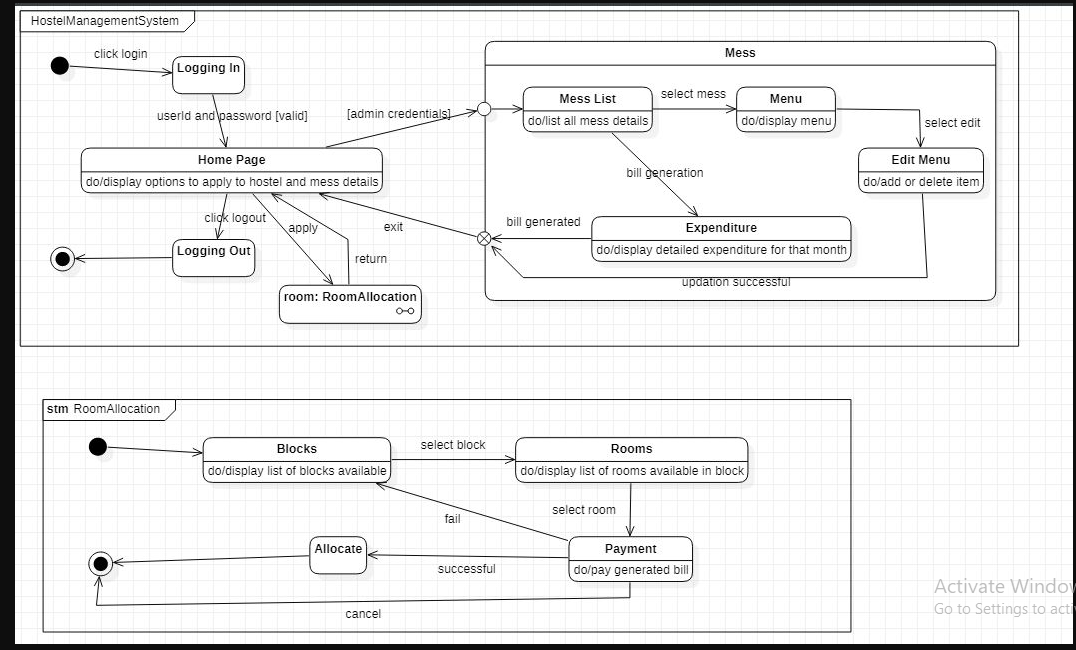 HostelManagementSystem
click login
Logging In
userId and password [valid]
[admin credentials]
Home Page
do/display options to apply to hostel and mess details
click logout
apply
exit
return
Logging Out
room: RoomAllocation
Mess
Mess List
do/list all mess details
select mess
Menu
do/display menu
select edit
Edit Menu
do/add or delete item
bill generation
bill generated
Expenditure
do/display detailed expenditure for that month
updation successful
stm RoomAllocation
Blocks
do/display list of blocks available
select block
Rooms
do/display list of rooms available in block
select room
fail
Allocate
Payment
do/pay generated bill
successful
cancel
Activate Window
Go to Settings to acti